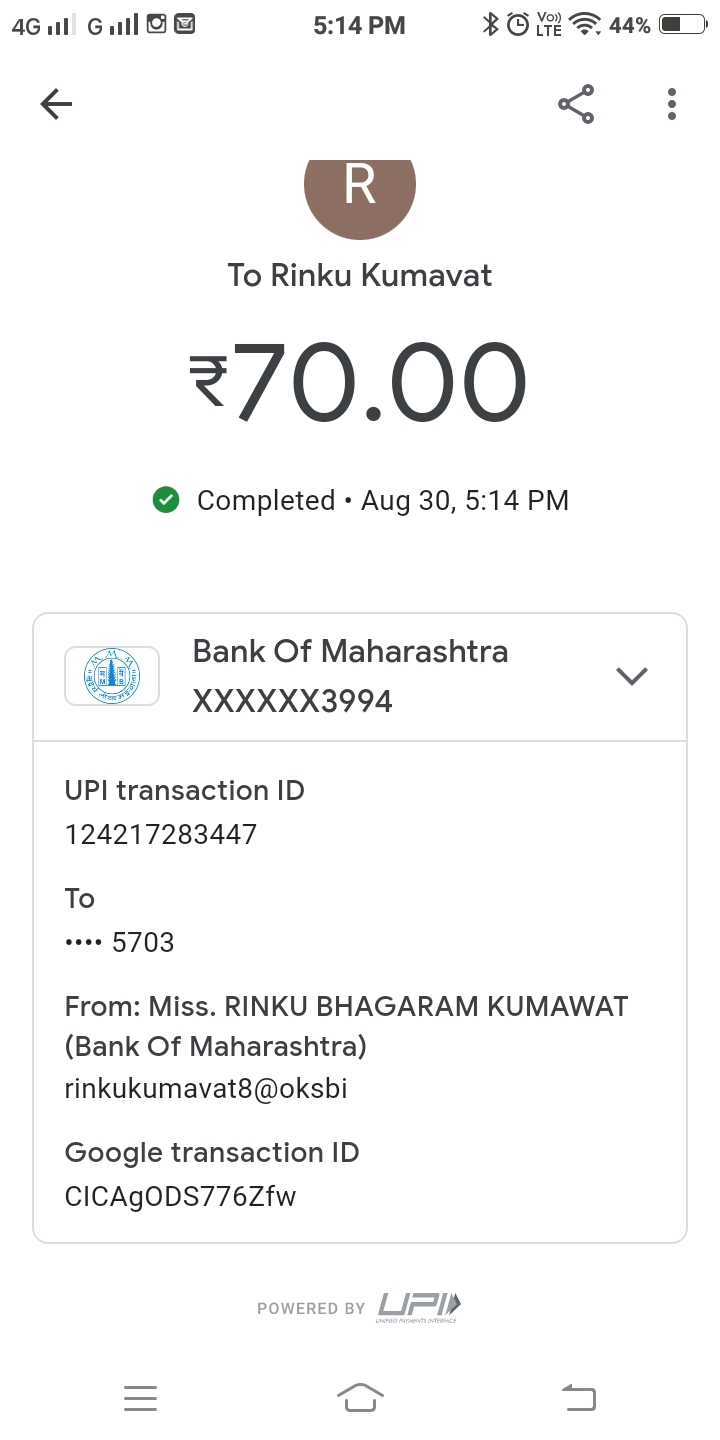 4G G 5:14 PM Vo)) LTE 44%
R
To Rinku Kumavat
₹70.00
Completed • Aug 30, 5:14 PM
Bank Of Maharashtra
XXXXXX3994
UPI transaction ID
124217283447
To
•••• 5703
From: Miss. RINKU BHAGARAM KUMAWAT
(Bank Of Maharashtra)
rinkukumavat8@oksbi
Google transaction ID
CICAgODS776Zfw
POWERED BY UPI
UNIFIED PAYMENTS INTERFACE